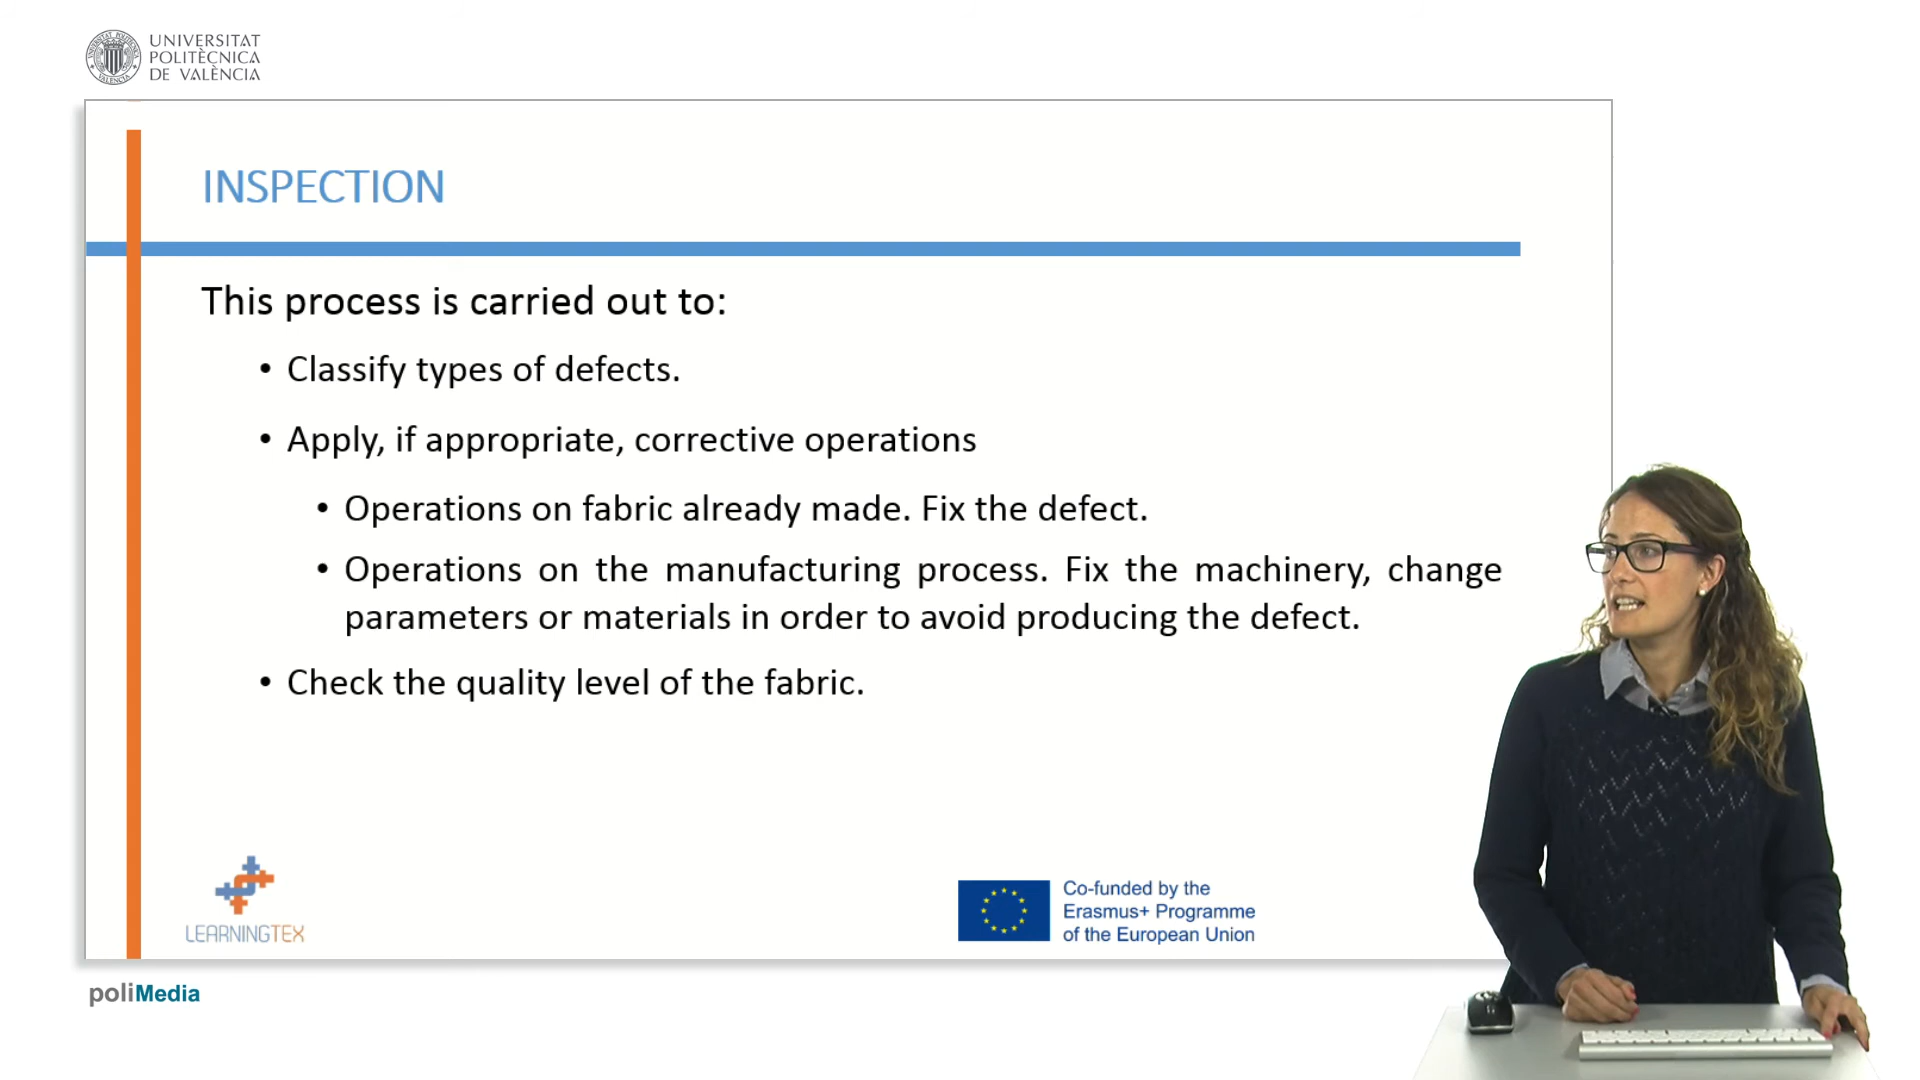 UNIVERSITAT
POLITÈCNICA
DE VALÈNCIA
INSPECTION
This process is carried out to:
• Classify types of defects.
• Apply, if appropriate, corrective operations
• Operations on fabric already made. Fix the defect.
• Operations on the manufacturing process. Fix the machinery, change
parameters or materials in order to avoid producing the defect.
• Check the quality level of the fabric.
LEARNINGTEX
Co-funded by the
Erasmus+ Programme
of the European Union
poliMedia